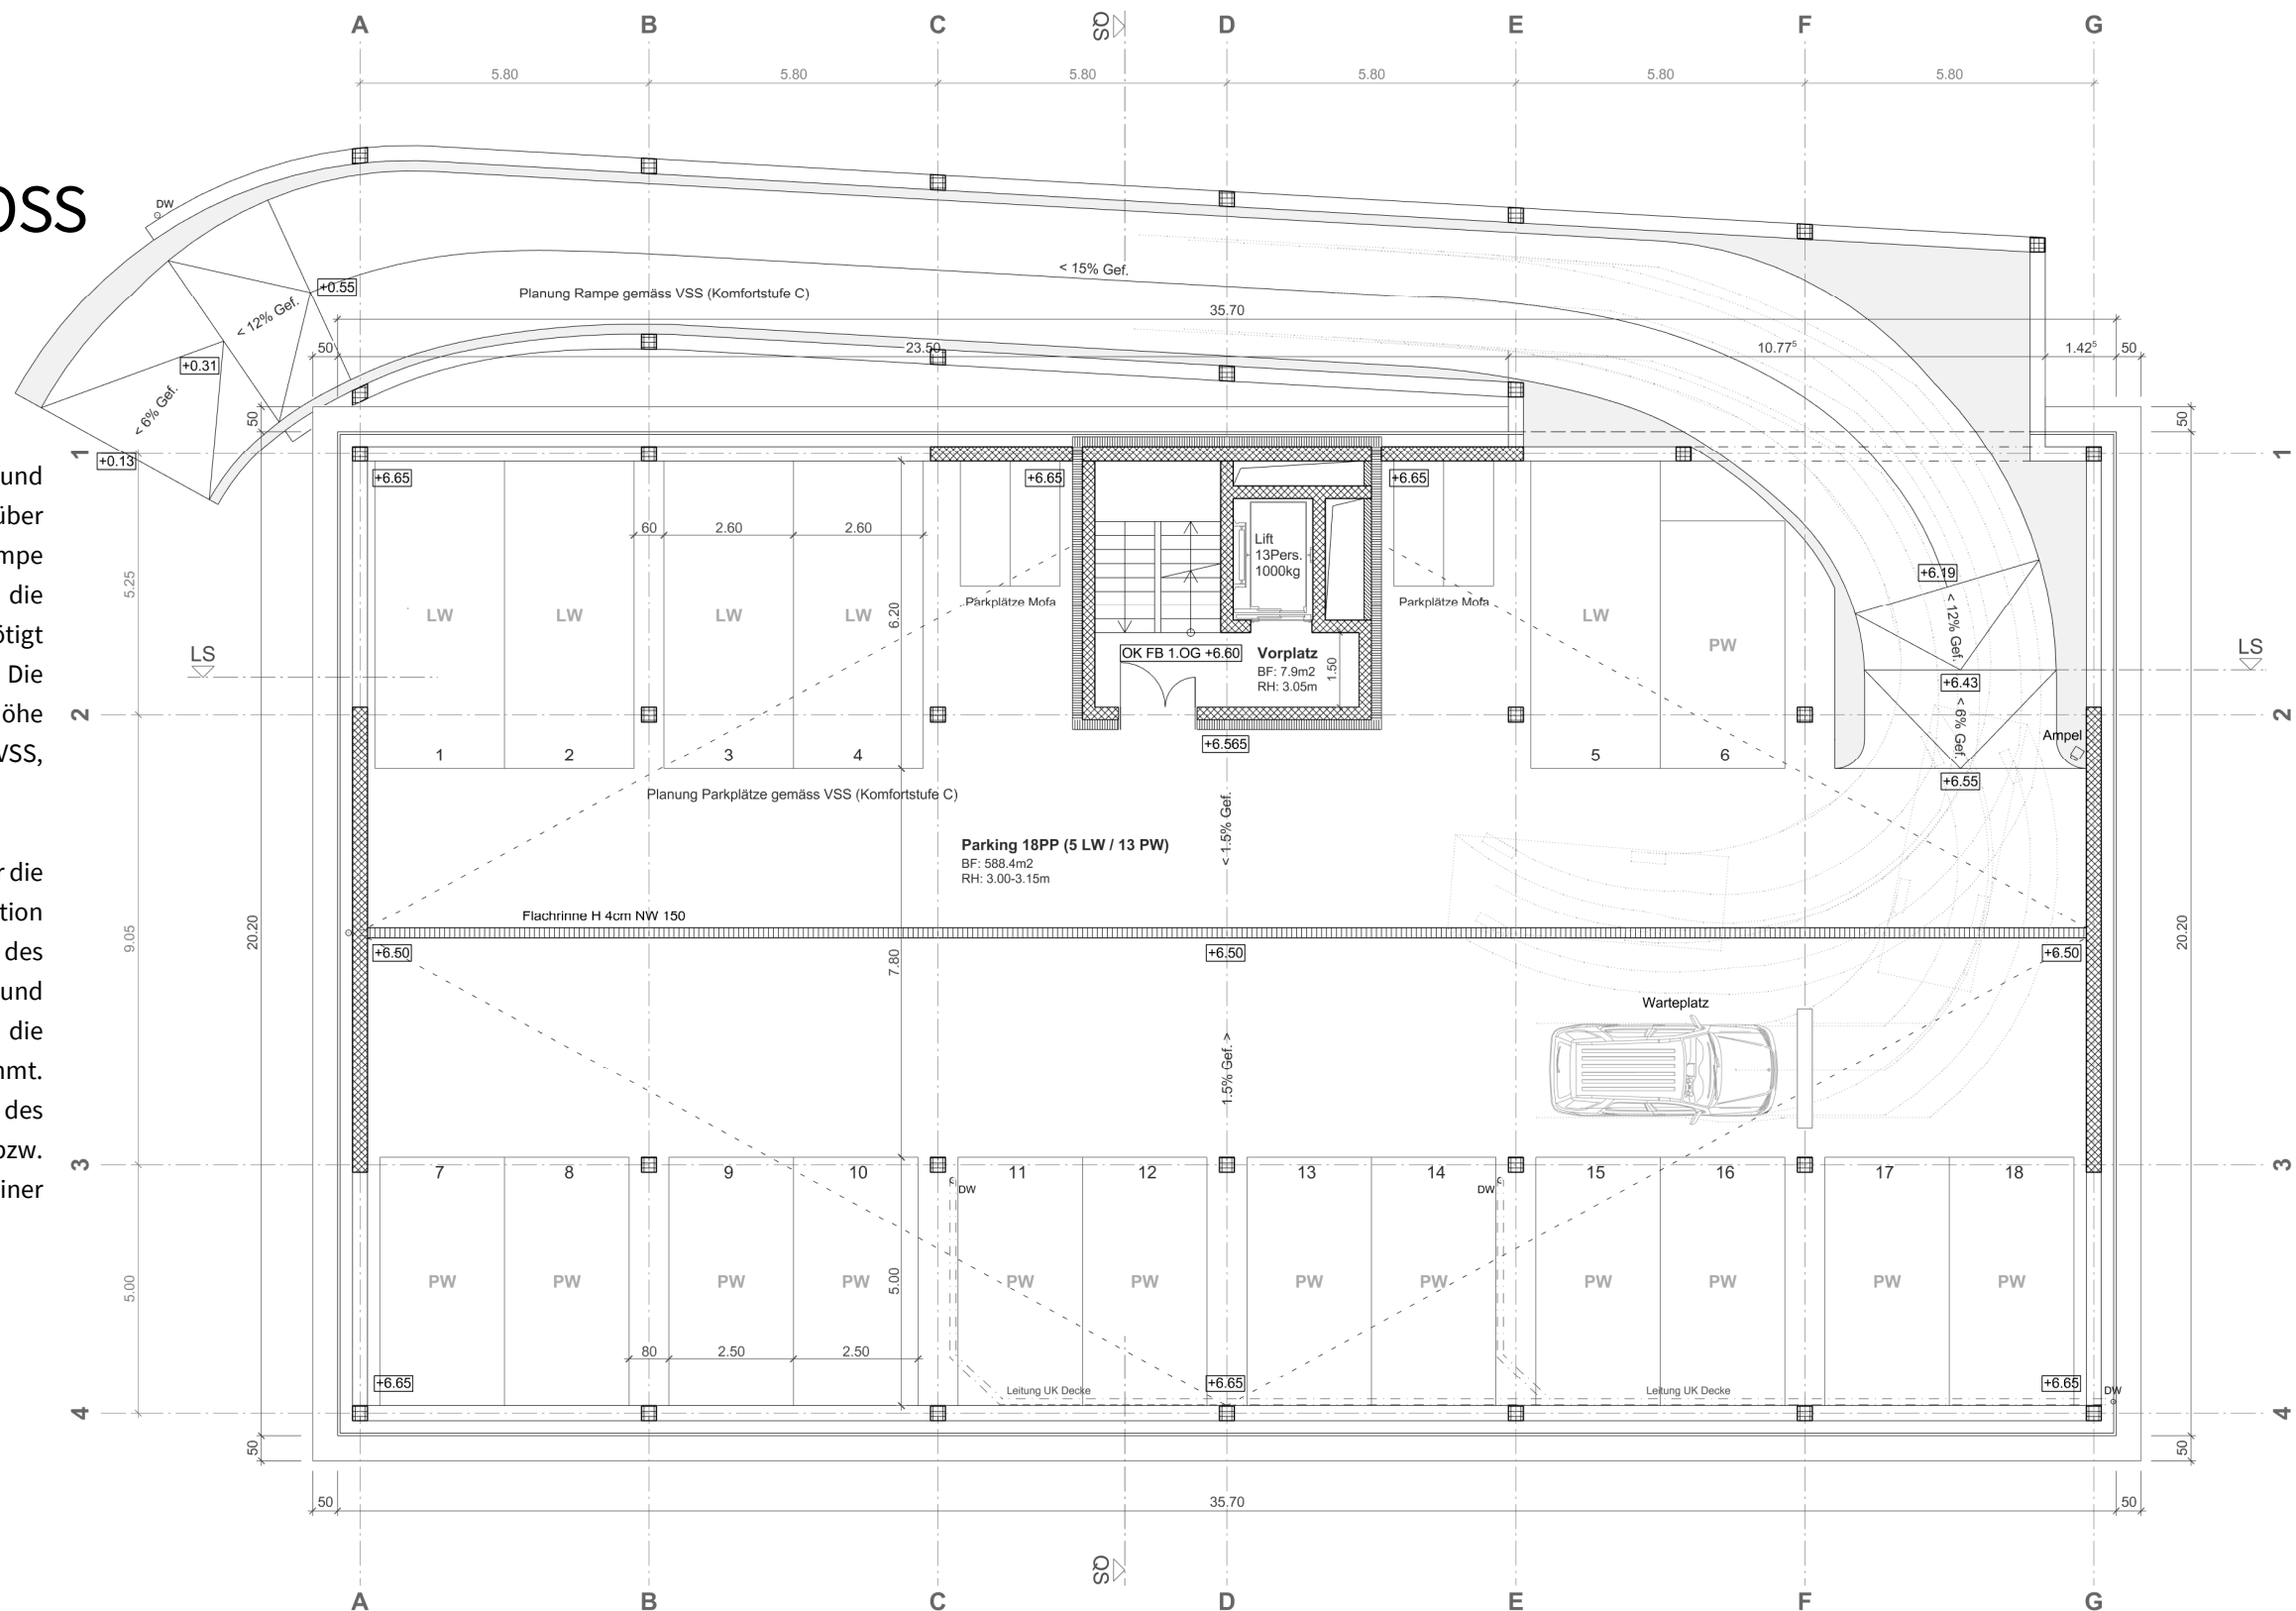 A B C QS D E F G
5.80 5.80 5.80 5.80 5.80 5.80
OSS
DW
+0.55
< 12% Gef.
+0.31
< 6% Gef.
+0.13
Planung Rampe gemäss VSS (Komfortstufe C)
< 15% Gef.
35.70
50 23.50 10.77⁵ 1.42⁵ 50
50 50
1 1
+6.65 +6.65 +6.65
und
über
mpe
die
ötigt
Die
öhe
VSS,
60 2.60 2.60
5.25
6.20
Lift
13Pers.
1000kg
Parkplätze Mofa Parkplätze Mofa
+6.19
< 12% Gef.
LW LW LW LW LW PW
LS LS
OK FB 1.OG +6.60
Vorplatz
BF: 7.9m2
RH: 3.05m
1.50
+6.43
< 6% Gef.
2 2
Ampel
+6.565
1 2 3 4 5 6
+6.55
Planung Parkplätze gemäss VSS (Komfortstufe C)
< 1.5% Gef.
Parking 18PP (5 LW / 13 PW)
BF: 588.4m2
RH: 3.00-3.15m
r die
tion
des
und
die
nmt.
des
ozw.
iner
Flachrinne H 4cm NW 150
9.05 20.20 20.20
+6.50 +6.50 +6.50
7.80
Warteplatz
1.5% Gef. >
3 3
7 8 9 10 11 12 13 14 15 16 17 18
DW DW
PW PW PW PW PW PW PW PW PW PW PW PW
5.00 5.00
80 2.50 2.50
+6.65 +6.65 +6.65
Leitung UK Decke Leitung UK Decke
DW
4 4
50 50
50 35.70 50
QS
A B C D E F G